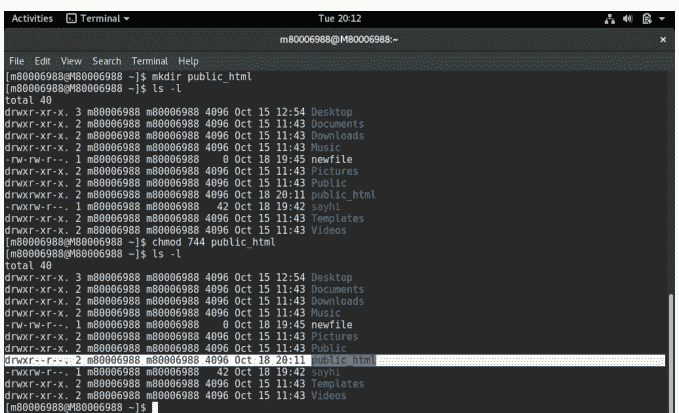 Activities Terminal Tue 20:12
m80006988@M80006988:~ ×
File Edit View Search Terminal Help
[m80006988@M80006988 ~]$ mkdir public_html
[m80006988@M80006988 ~]$ ls -l
total 40
drwxr-xr-x. 3 m80006988 m80006988 4096 Oct 15 12:54 Desktop
drwxr-xr-x. 2 m80006988 m80006988 4096 Oct 15 11:43 Documents
drwxr-xr-x. 2 m80006988 m80006988 4096 Oct 15 11:43 Downloads
drwxr-xr-x. 2 m80006988 m80006988 4096 Oct 15 11:43 Music
-rw-rw-r--. 1 m80006988 m80006988 0 Oct 18 19:45 newfile
drwxr-xr-x. 2 m80006988 m80006988 4096 Oct 15 11:43 Pictures
drwxr-xr-x. 2 m80006988 m80006988 4096 Oct 15 11:43 Public
drwxrwxr-x. 2 m80006988 m80006988 4096 Oct 18 20:11 public_html
-rwxrw-r--. 1 m80006988 m80006988 42 Oct 18 19:42 sayhi
drwxr-xr-x. 2 m80006988 m80006988 4096 Oct 15 11:43 Templates
drwxr-xr-x. 2 m80006988 m80006988 4096 Oct 15 11:43 Videos
[m80006988@M80006988 ~]$ chmod 744 public_html
[m80006988@M80006988 ~]$ ls -l
total 40
drwxr-xr-x. 3 m80006988 m80006988 4096 Oct 15 12:54 Desktop
drwxr-xr-x. 2 m80006988 m80006988 4096 Oct 15 11:43 Documents
drwxr-xr-x. 2 m80006988 m80006988 4096 Oct 15 11:43 Downloads
drwxr-xr-x. 2 m80006988 m80006988 4096 Oct 15 11:43 Music
-rw-rw-r--. 1 m80006988 m80006988 0 Oct 18 19:45 newfile
drwxr-xr-x. 2 m80006988 m80006988 4096 Oct 15 11:43 Pictures
drwxr-xr-x. 2 m80006988 m80006988 4096 Oct 15 11:43 Public
drwxr--r--. 2 m80006988 m80006988 4096 Oct 18 20:11 public_html
-rwxrw-r--. 1 m80006988 m80006988 42 Oct 18 19:42 sayhi
drwxr-xr-x. 2 m80006988 m80006988 4096 Oct 15 11:43 Templates
drwxr-xr-x. 2 m80006988 m80006988 4096 Oct 15 11:43 Videos
[m80006988@M80006988 ~]$